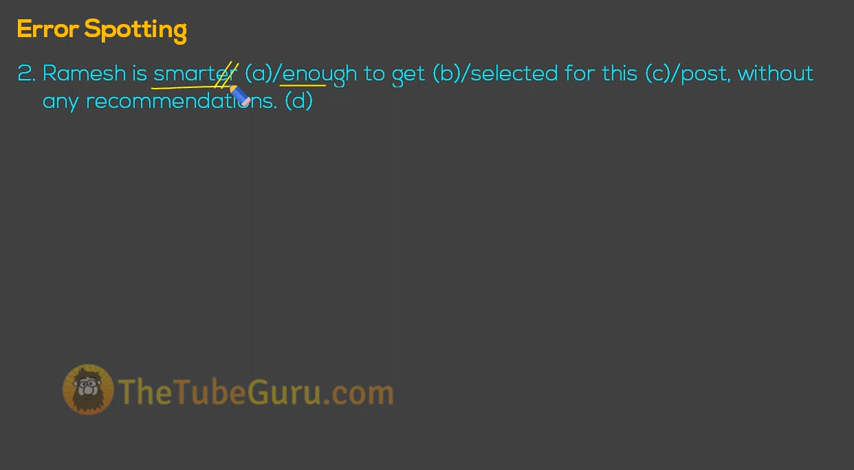 Error Spotting
2. Ramesh is smarter (a)/enough to get (b)/selected for this (c)/post, without
any recommendations. (d)
TheTubeGuru.com